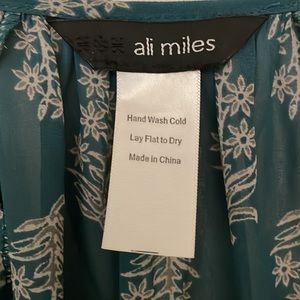 ali miles
Hand Wash Cold
Lay Flat to Dry
Made in China